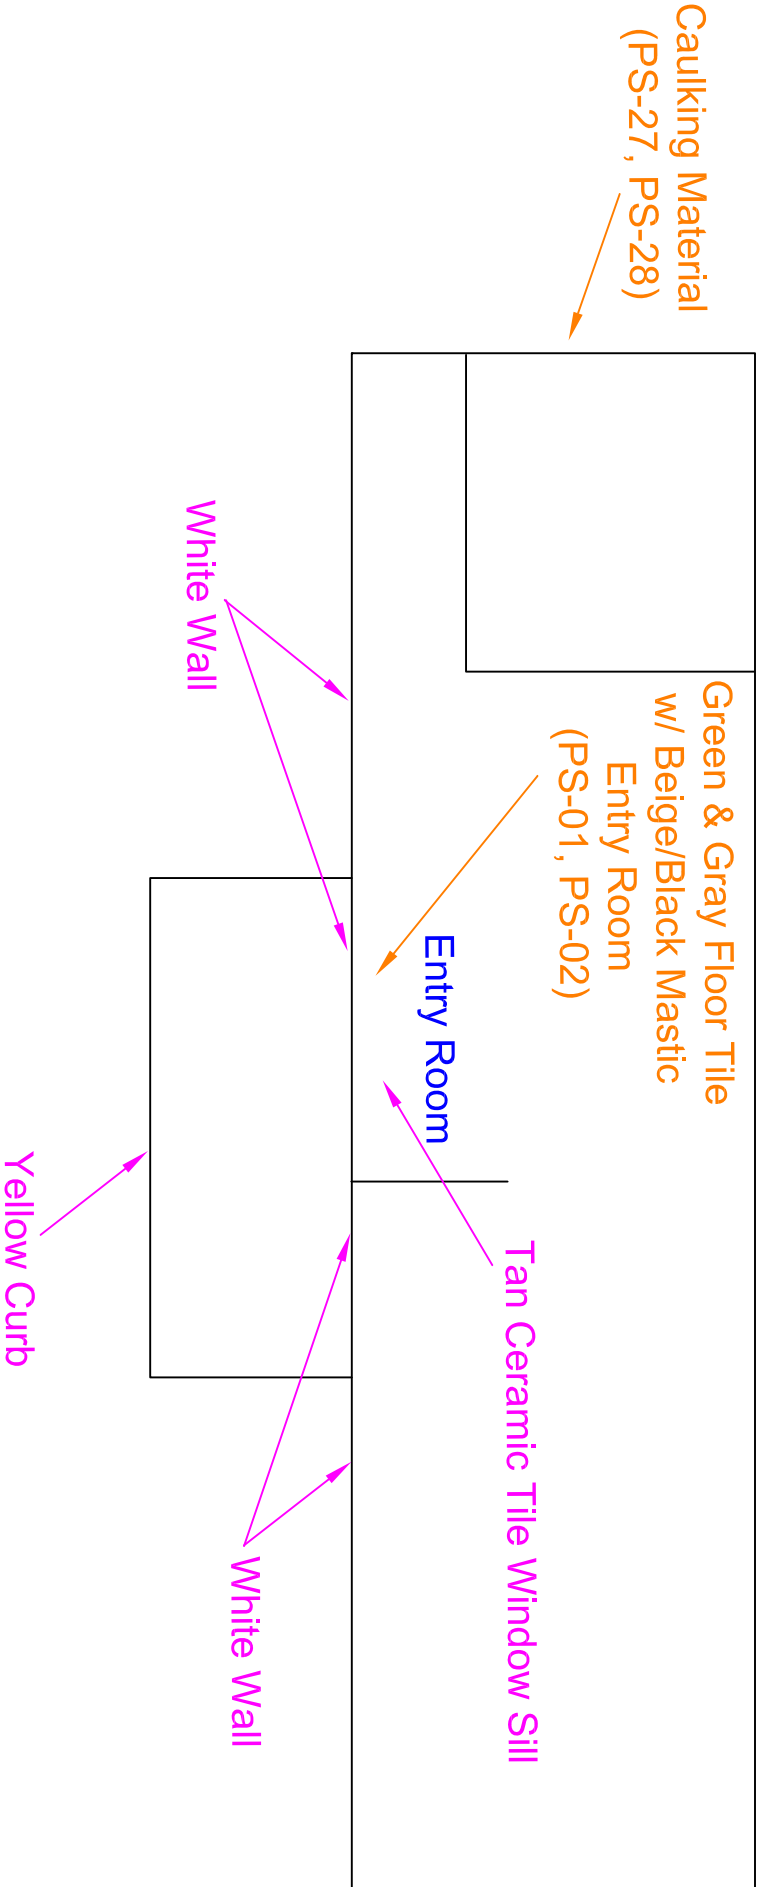 Caulking Material
(PS-27, PS-28)
Green & Gray Floor Tile
w/ Beige/Black Mastic
Entry Room
(PS-01, PS-02)
Entry Room
Tan Ceramic Tile Window Sill
White Wall
White Wall
Yellow Curb